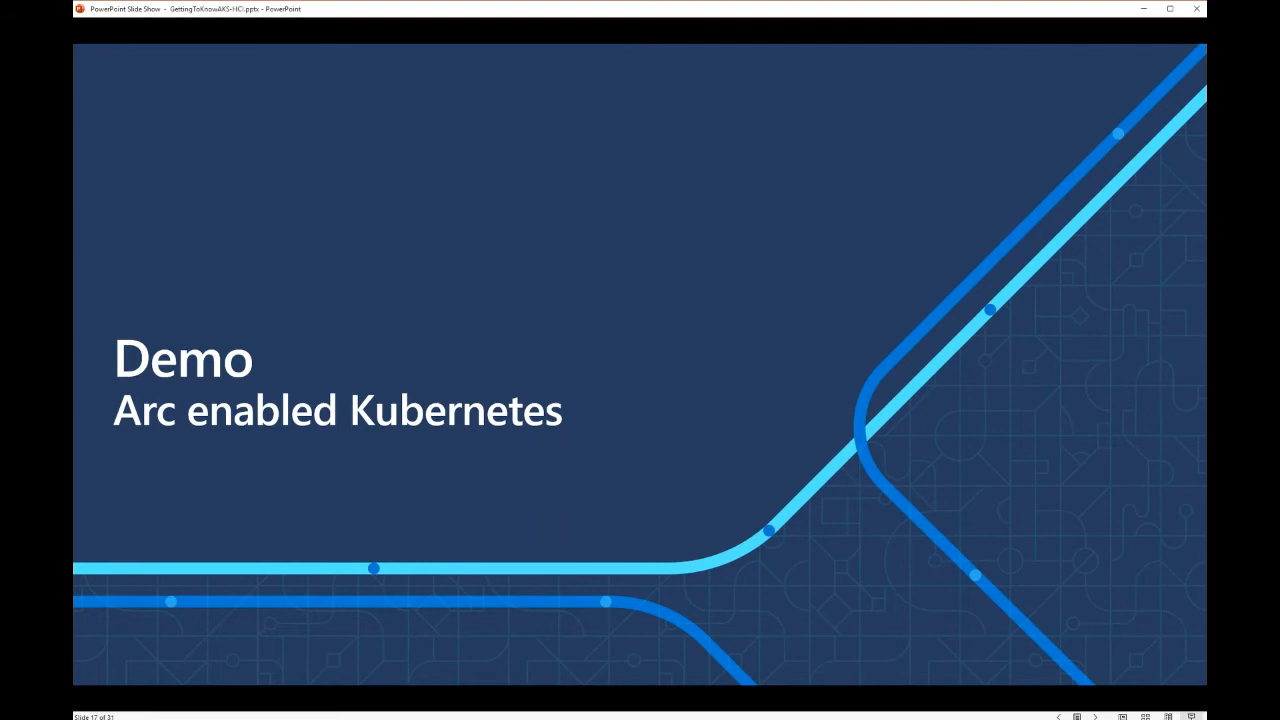 PowerPoint Slide Show - GettingToKnowAKS-HCI.pptx - PowerPoint
Demo
Arc enabled Kubernetes
Slide 17 of 31